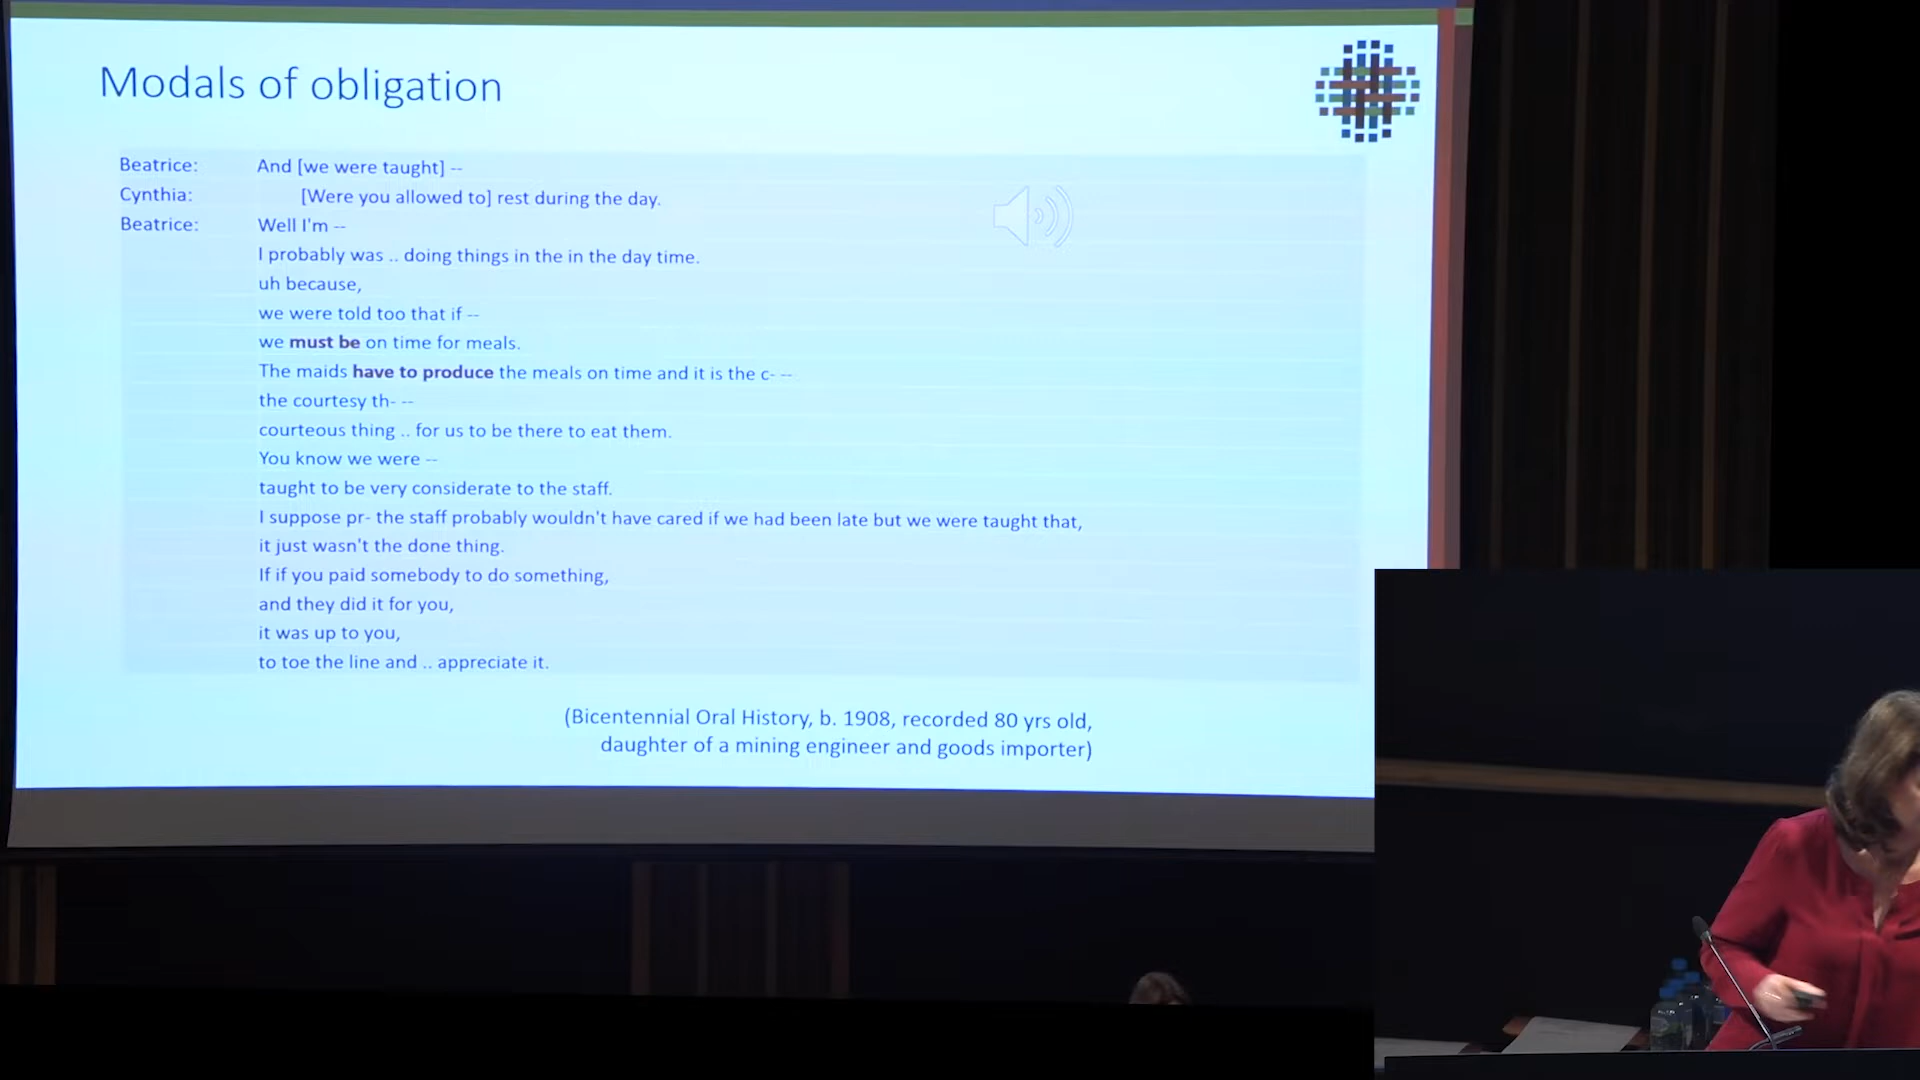 Modals of obligation
Beatrice: And [we were taught] --
Cynthia: [Were you allowed to] rest during the day.
Beatrice: Well I'm --
I probably was .. doing things in the in the day time.
uh because,
we were told too that if --
we must be on time for meals.
The maids have to produce the meals on time and it is the c- --
the courtesy th- --
courteous thing .. for us to be there to eat them.
You know we were --
taught to be very considerate to the staff.
I suppose pr- the staff probably wouldn't have cared if we had been late but we were taught that,
it just wasn't the done thing.
If if you paid somebody to do something,
and they did it for you,
it was up to you,
to toe the line and .. appreciate it.
(Bicentennial Oral History, b. 1908, recorded 80 yrs old,
daughter of a mining engineer and goods importer)